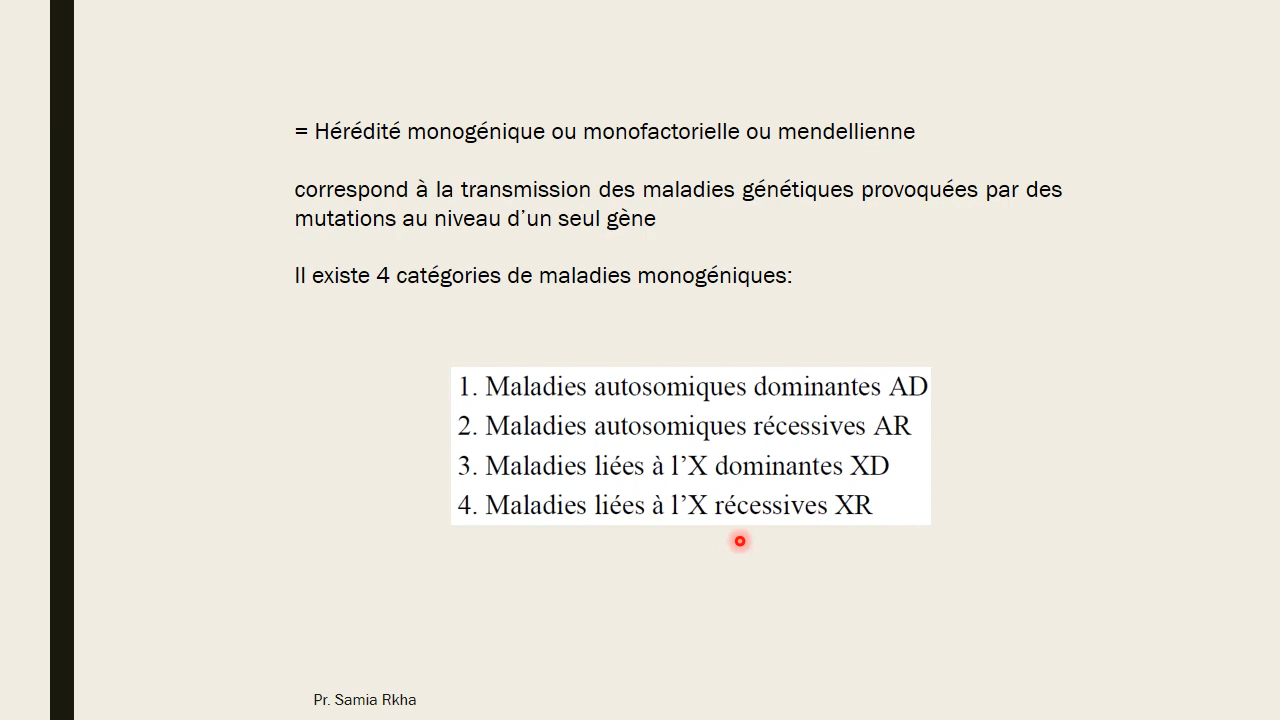 = Hérédité monogénique ou monofactorielle ou mendellienne
correspond à la transmission des maladies génétiques provoquées par des
mutations au niveau d’un seul gène
Il existe 4 catégories de maladies monogéniques:
1. Maladies autosomiques dominantes AD
2. Maladies autosomiques récessives AR
3. Maladies liées à l’X dominantes XD
4. Maladies liées à l’X récessives XR
Pr. Samia Rkha